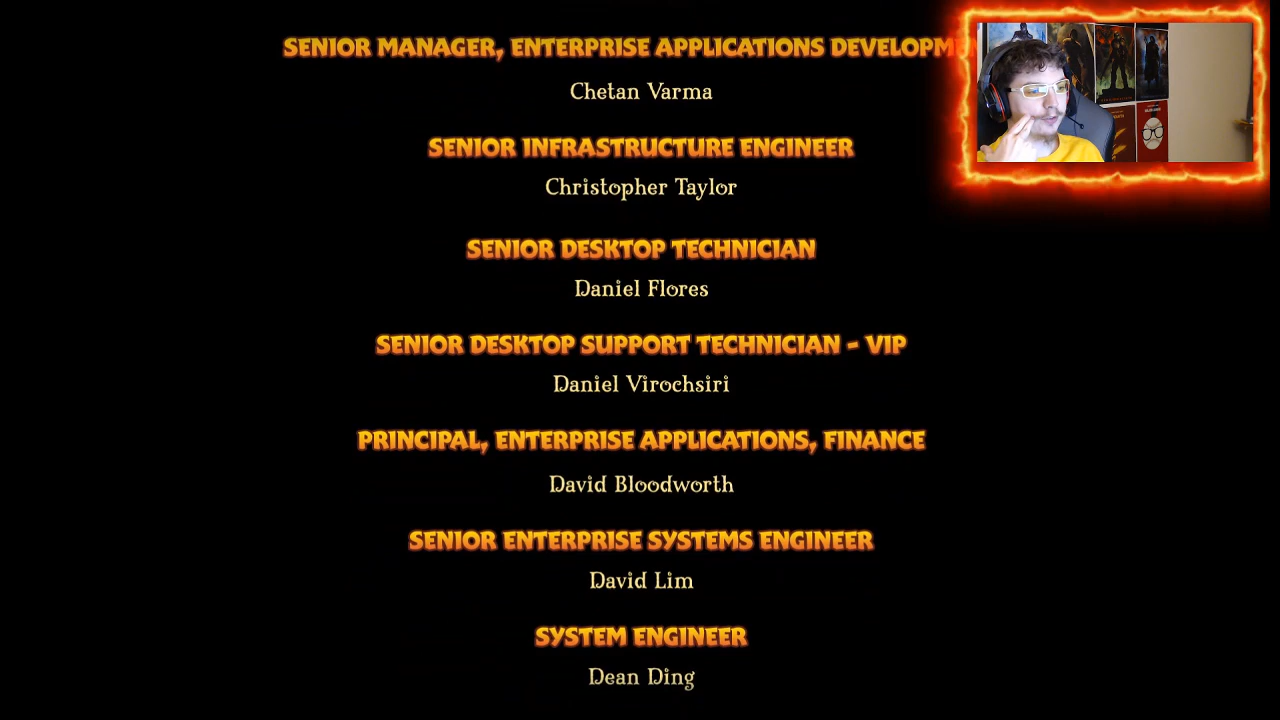 SENIOR MANAGER, ENTERPRISE APPLICATIONS
Chetan Varma
SENIOR INFRASTRUCTURE ENGINEER
Christopher Taylor
SENIOR DESKTOP TECHNICIAN
Daniel Flores
SENIOR DESKTOP SUPPORT TECHNICIAN - VIP
Daniel Virochsiri
PRINCIPAL, ENTERPRISE APPLICATIONS, FINANCE
David Bloodworth
SENIOR ENTERPRISE SYSTEMS ENGINEER
David Lim
SYSTEM ENGINEER
Dean Ding